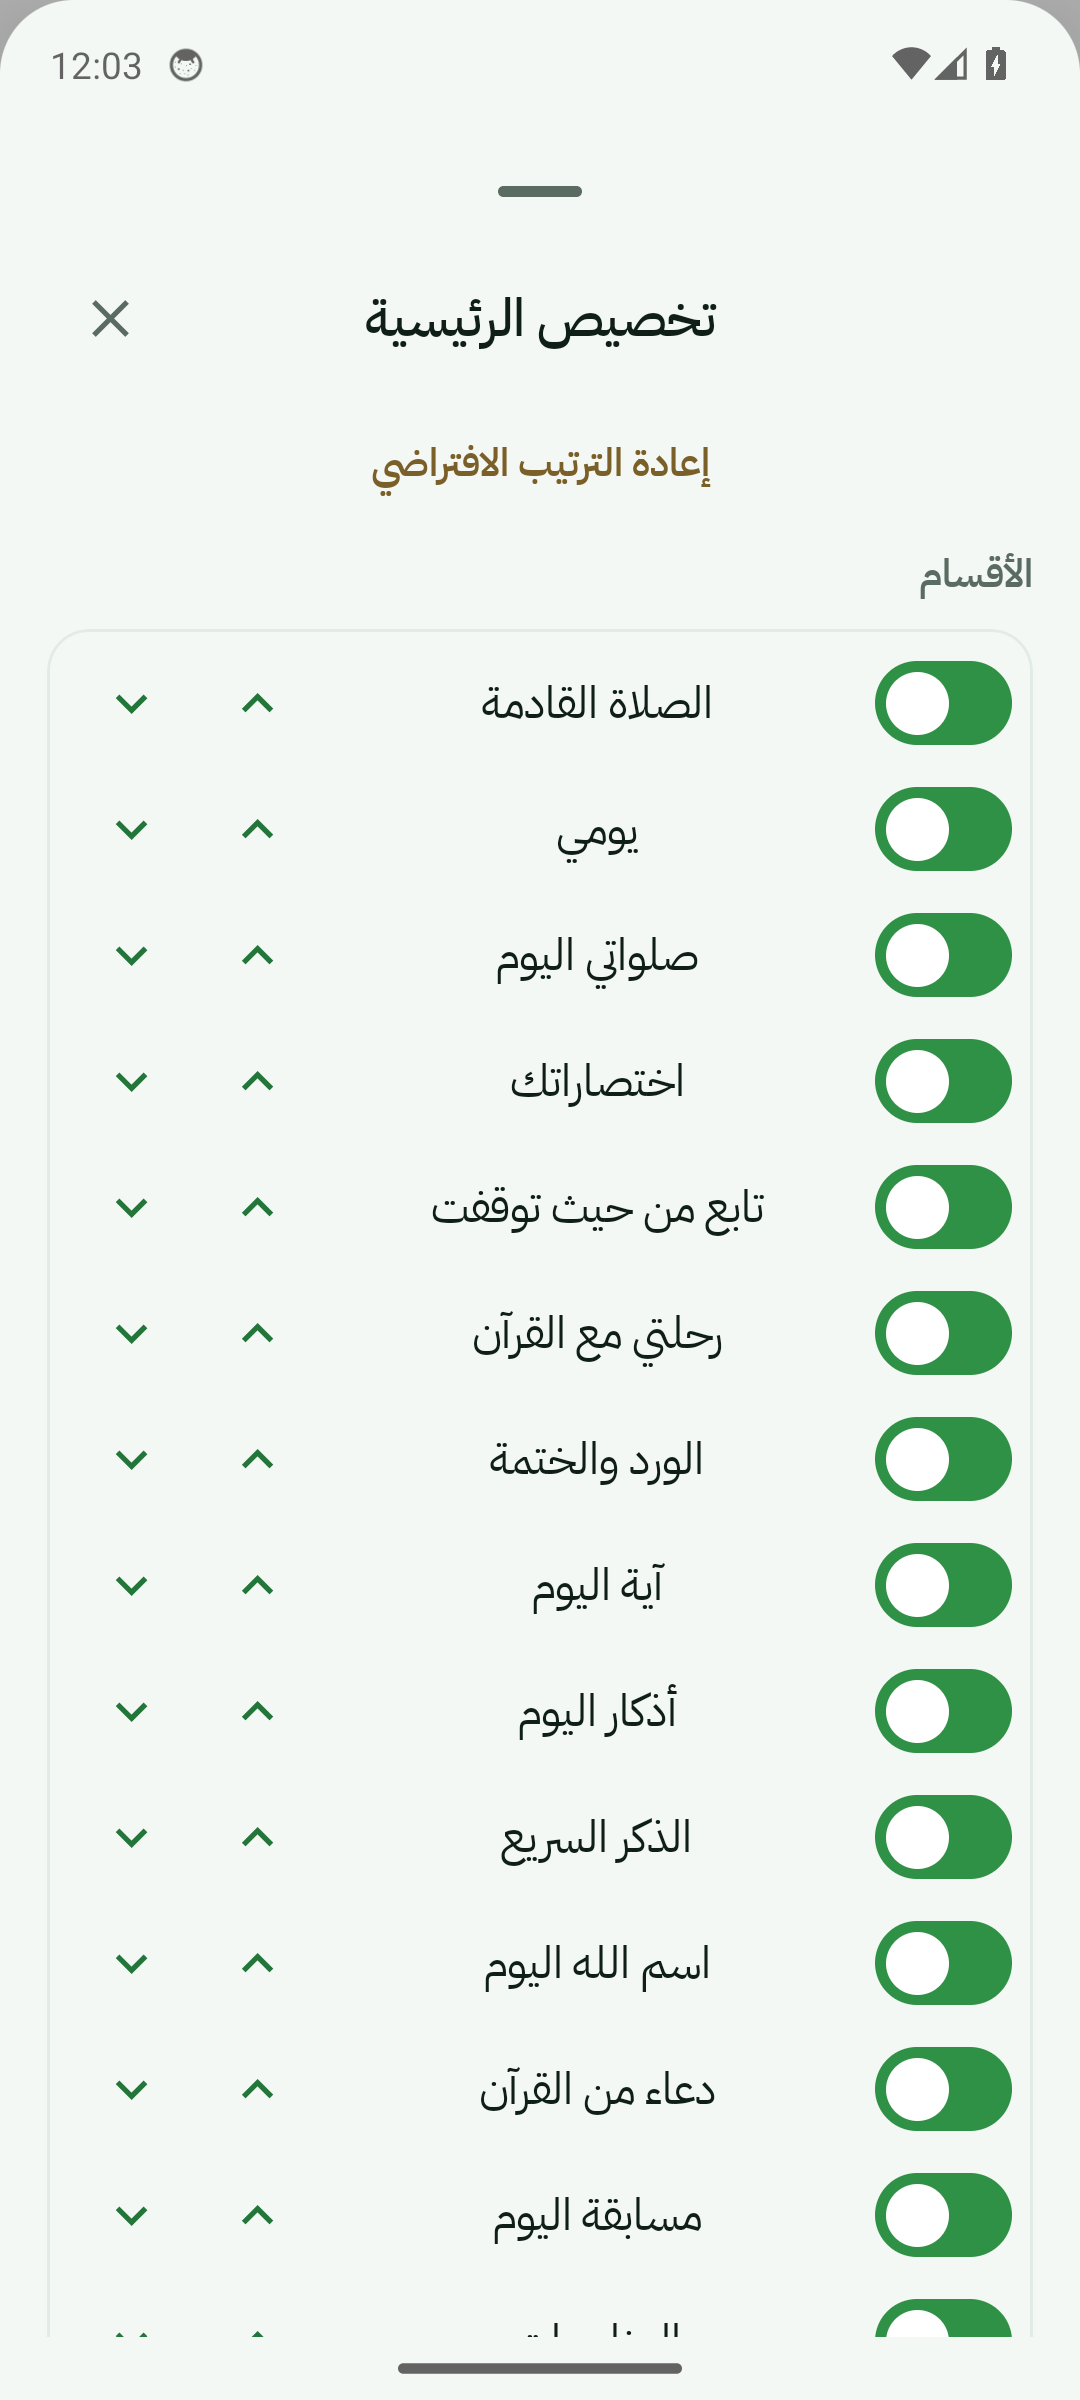 12:03
تخصيص الرئيسية
إعادة الترتيب الافتراضي
الأقسام
الصلاة القادمة
يومي
صلواتي اليوم
اختصاراتك
تابع من حيث توقفت
رحلتي مع القرآن
الورد والختمة
آية اليوم
أذكار اليوم
الذكر السريع
اسم الله اليوم
دعاء من القرآن
مسابقة اليوم